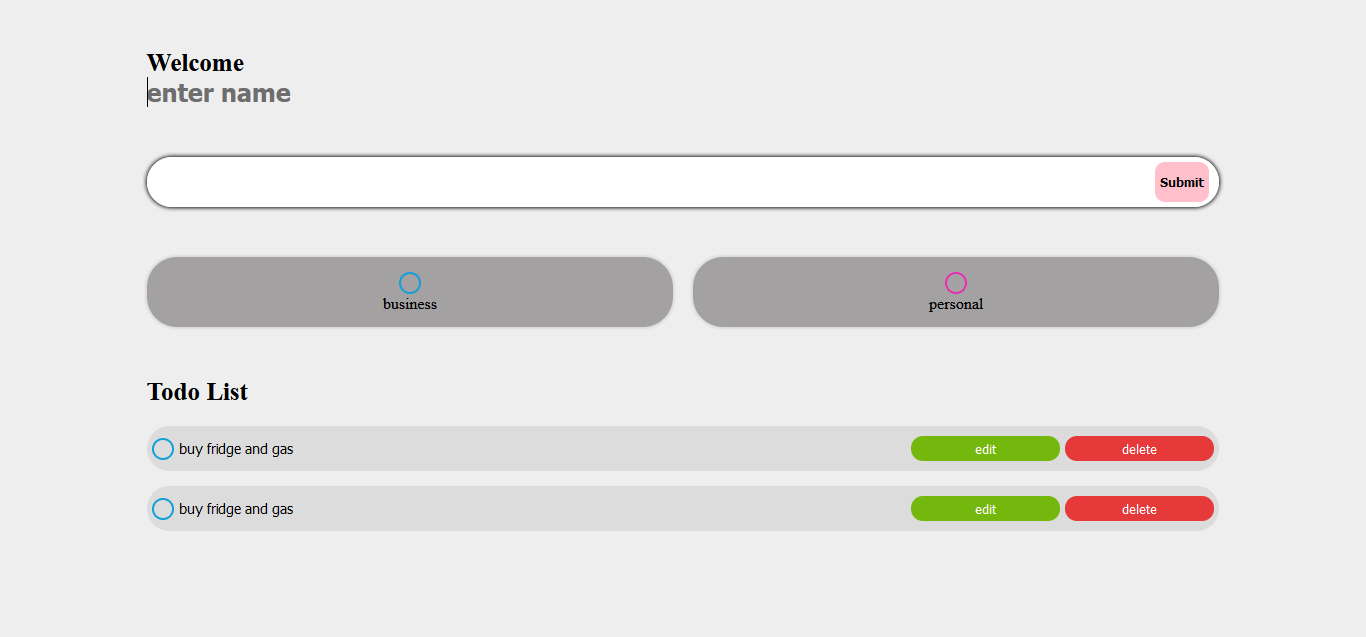 Welcome
enter name
Submit
business personal
Todo List
buy fridge and gas edit delete
buy fridge and gas edit delete